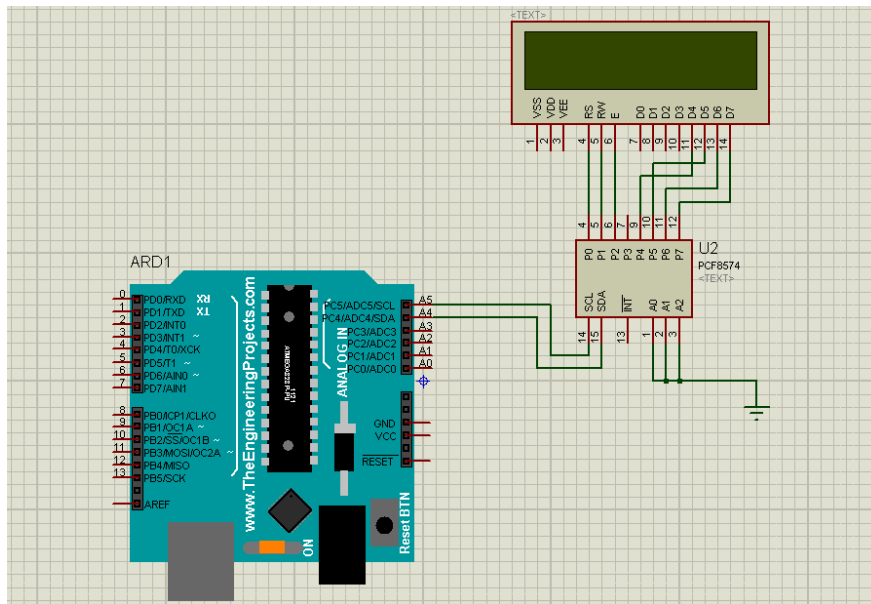 <TEXT>
VSS
VDD
VEE
RS
RW
E
D0
D1
D2
D3
D4
D5
D6
D7
1
2
3
4
5
6
7
8
9
10
11
12
13
14
4
5
6
7
9
10
11
12
P0
P1
P2
P3
P4
P5
P6
P7
U2
PCF8574
<TEXT>
SCL
SDA
INT
A0
A1
A2
14
15
13
1
2
3
ARD1
0
1
2
3
4
5
6
7
PD0/RXD
PD1/TXD
PD2/INT0
PD3/INT1 ~
PD4/T0/XCK
PD5/T1 ~
PD6/AIN0 ~
PD7/AIN1
RX
TX
8
9
10
11
12
13
PB0/ICP1/CLKO
PB1/OC1A ~
PB2/SS/OC1B ~
PB3/MOSI/OC2A ~
PB4/MISO
PB5/SCK
AREF
www.TheEngineeringProjects.com
1121
ANALOG IN
PC5/ADC5/SCL
PC4/ADC4/SDA
PC3/ADC3
PC2/ADC2
PC1/ADC1
PC0/ADC0
A5
A4
A3
A2
A1
A0
GND
VCC
RESET
Reset BTN
ON